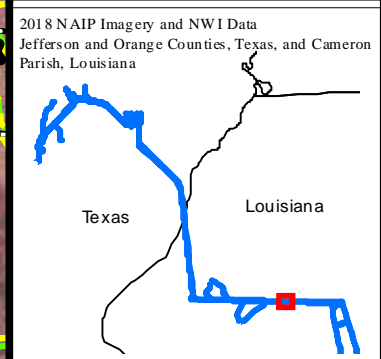 2018 NAIP Imagery and NWI Data
Jefferson and Orange Counties, Texas, and Cameron
Parish, Louisiana
Texas
Louisiana